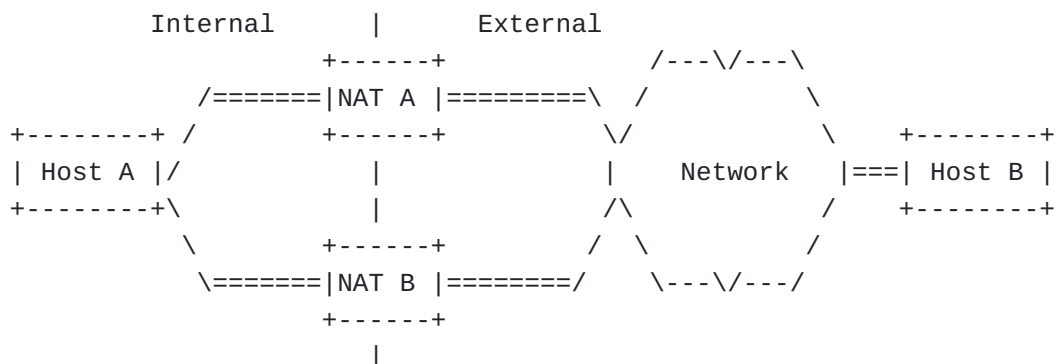 Internal | External
+------+ /---\/---\
/=======|NAT A |=========\ / \
+--------+ / +------+ \/ \ +--------+
| Host A |/ | | Network |===| Host B |
+--------+\ | /\ / +--------+
\ +------+ / \ /
\=======|NAT B |========/ \---\/---/
+------+
|